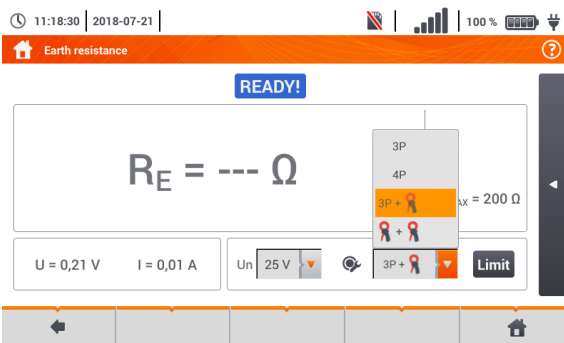 11:18:30 2018-07-21 100 %
Earth resistance ?
READY!
3P
4P
RE = --- Ω
3P +
= 200 Ω
+
U = 0,21 V I = 0,01 A Un 25 V 3P + Limit